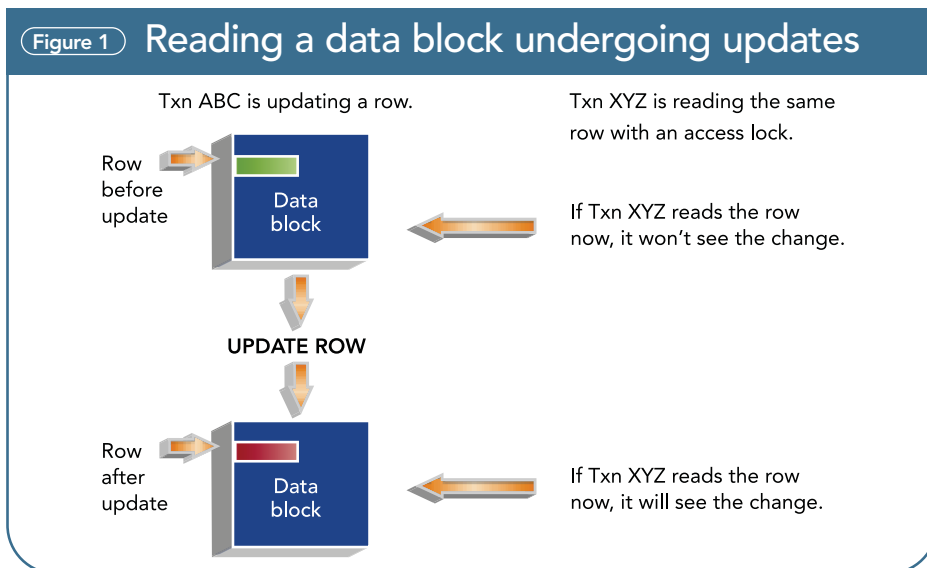 Figure 1 Reading a data block undergoing updates
Txn ABC is updating a row.
Txn XYZ is reading the same
row with an access lock.
Row
before
update
Data
block
If Txn XYZ reads the row
now, it won't see the change.
UPDATE ROW
Row
after
update
Data
block
If Txn XYZ reads the row
now, it will see the change.